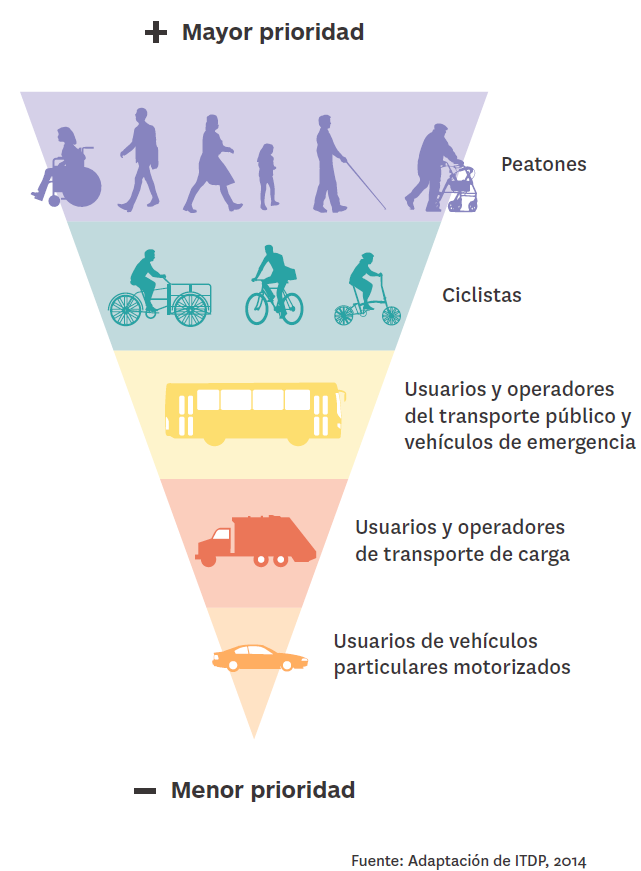 + Mayor prioridad
Peatones
Ciclistas
Usuarios y operadores
del transporte público y
vehículos de emergencia
Usuarios y operadores
de transporte de carga
Usuarios de vehículos
particulares motorizados
− Menor prioridad
Fuente: Adaptación de ITDP, 2014